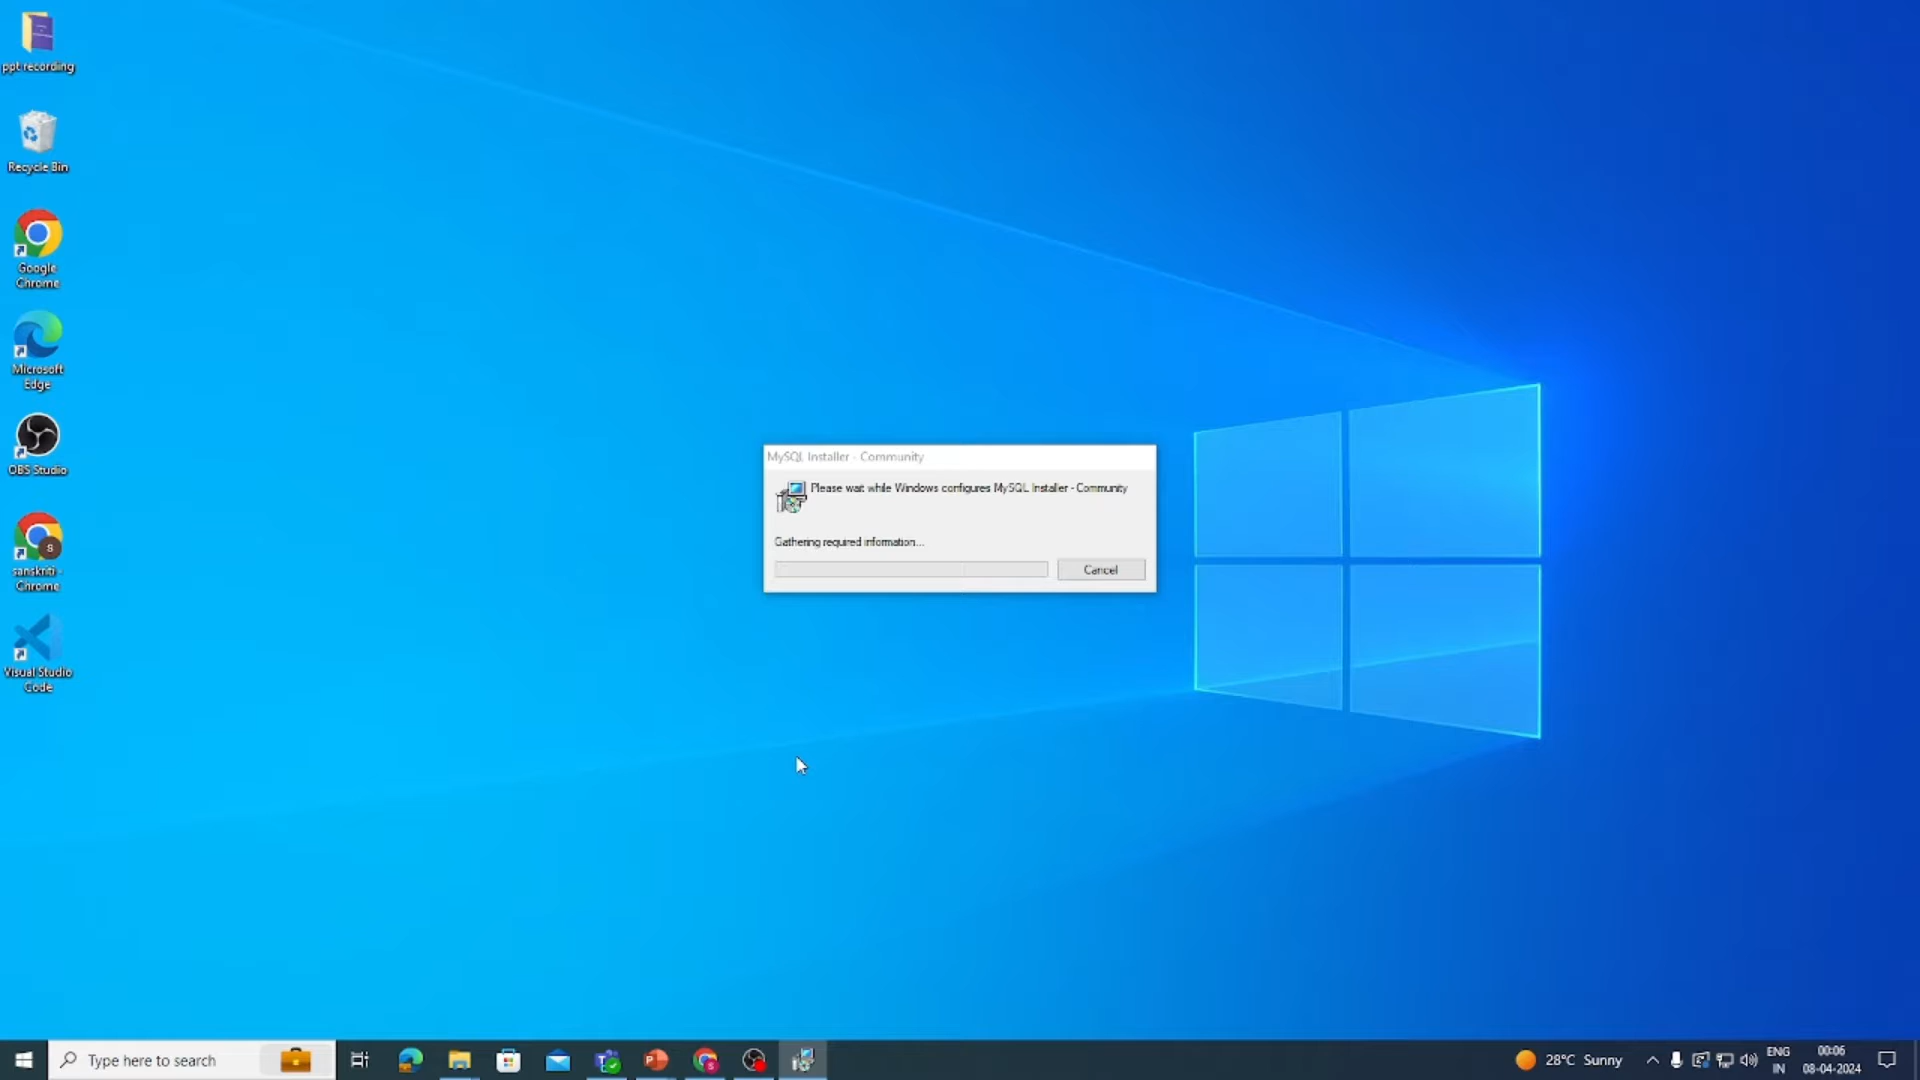 ppt recording
Recycle Bin
Google
Chrome
Microsoft
Edge
OBS Studio
S
sanskriti -
Chrome
Visual Studio
Code
MySQL Installer - Community
Please wait while Windows configures MySQL Installer - Community
Gathering required information...
Cancel
Type here to search
28°C Sunny
ENG
IN
00:06
08-04-2024